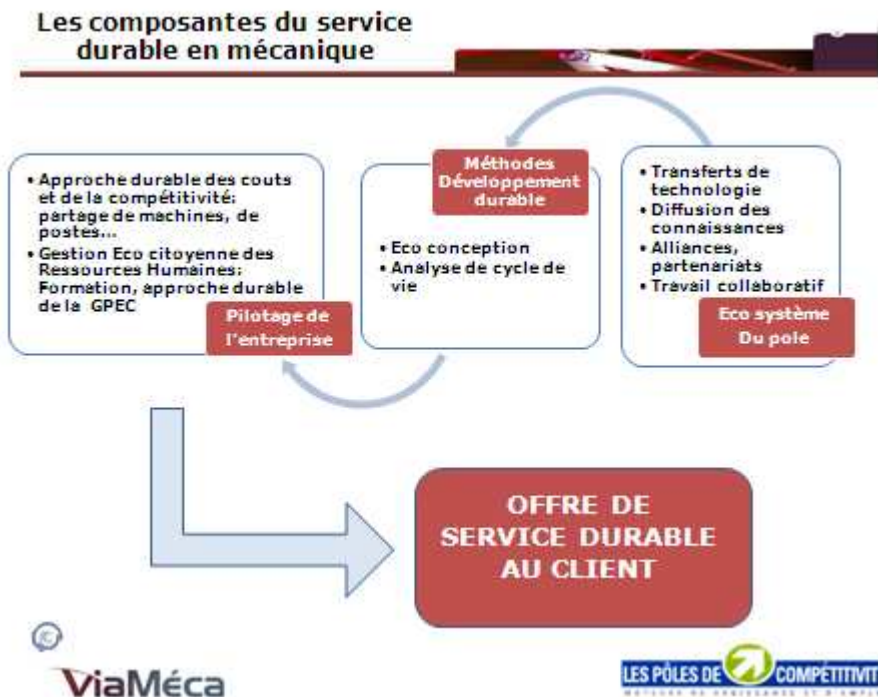 Les composantes du service
durable en mécanique
• Approche durable des couts
et de la compétitivité:
partage de machines, de
postes...
• Gestion Eco citoyenne des
Ressources Humaines:
Formation, approche durable
de la GPEC
Pilotage de
l'entreprise
Méthodes
Développement
durable
• Eco conception
• Analyse de cycle de
vie
• Transferts de
technologie
• Diffusion des
connaissances
• Alliances,
partenariats
• Travail collaboratif
Eco système
Du pole
OFFRE DE
SERVICE DURABLE
AU CLIENT
ViaMéca
LES PÔLES DE COMPÉTITIVIT